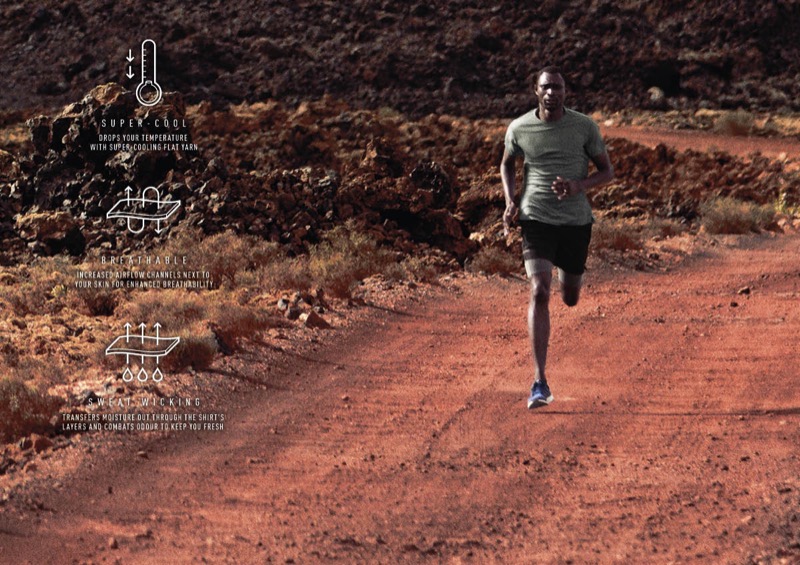 SUPER-COOL
DROPS YOUR TEMPERATURE
WITH SUPER-COOLING FLAT YARN
BREATHABLE
INCREASED AIRFLOW CHANNELS NEXT TO
YOUR SKIN FOR ENHANCED BREATHABILITY
SWEAT WICKING
TRANSFERS MOISTURE OUT THROUGH THE SHIRT'S
LAYERS AND COMBATS ODOUR TO KEEP YOU FRESH